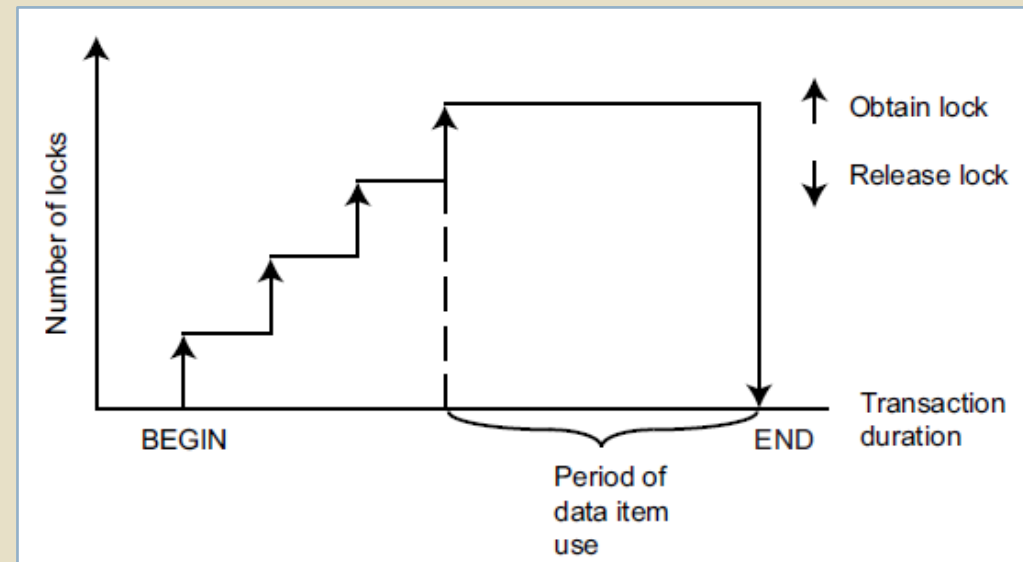 Number of locks
Obtain lock
Release lock
BEGIN
END
Transaction
duration
Period of
data item
use